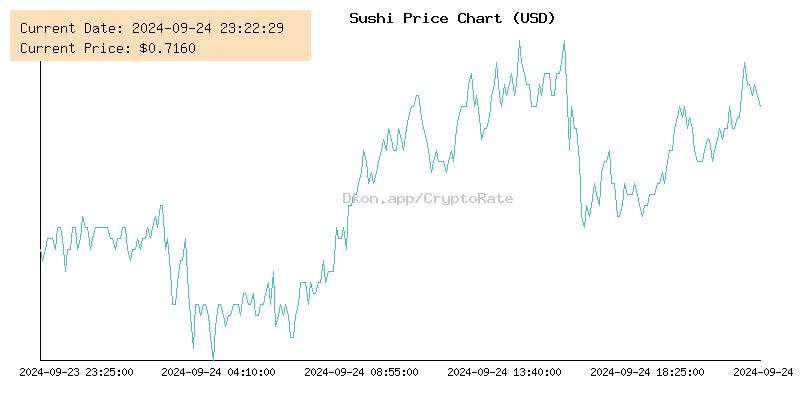 Sushi Price Chart (USD)
Current Date: 2024-09-24 23:22:29
Current Price: $0.7160
Dkon.app/CryptoRate
2024-09-23 23:25:00 2024-09-24 04:10:00 2024-09-24 08:55:00 2024-09-24 13:40:00 2024-09-24 18:25:00 2024-09-24